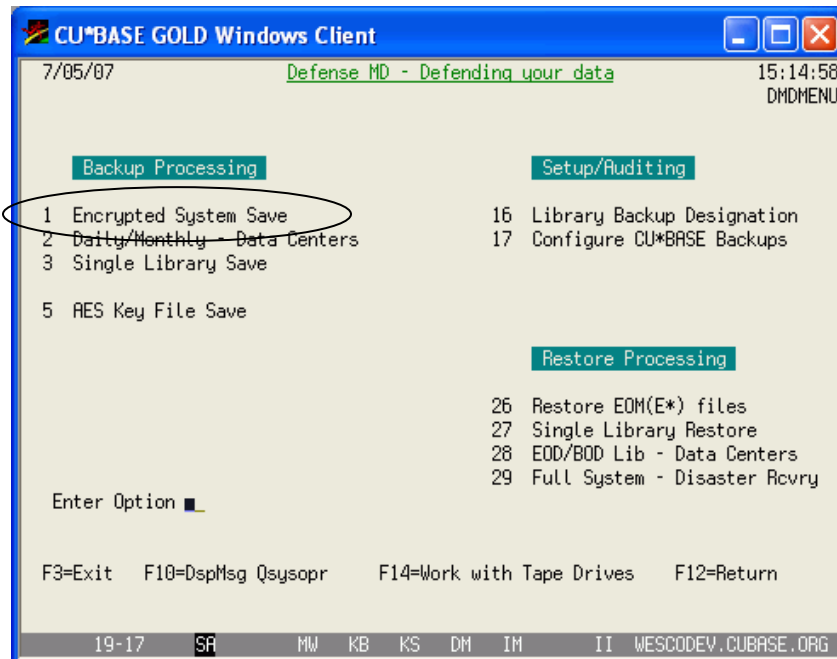 CU*BASE GOLD Windows Client
7/05/07 Defense MD - Defending your data 15:14:58
DMDMENU
Backup Processing Setup/Auditing
1 Encrypted System Save 16 Library Backup Designation
2 Daily/Monthly - Data Centers 17 Configure CU*BASE Backups
3 Single Library Save
5 AES Key File Save
Restore Processing
26 Restore EOM(E*) files
27 Single Library Restore
28 EOD/BOD Lib - Data Centers
29 Full System - Disaster Rcvry
Enter Option
F3=Exit F10=DspMsg Qsysopr F14=Work with Tape Drives F12=Return
19-17 SA MW KB KS DM IM II WESCODEV.CUBASE.ORG